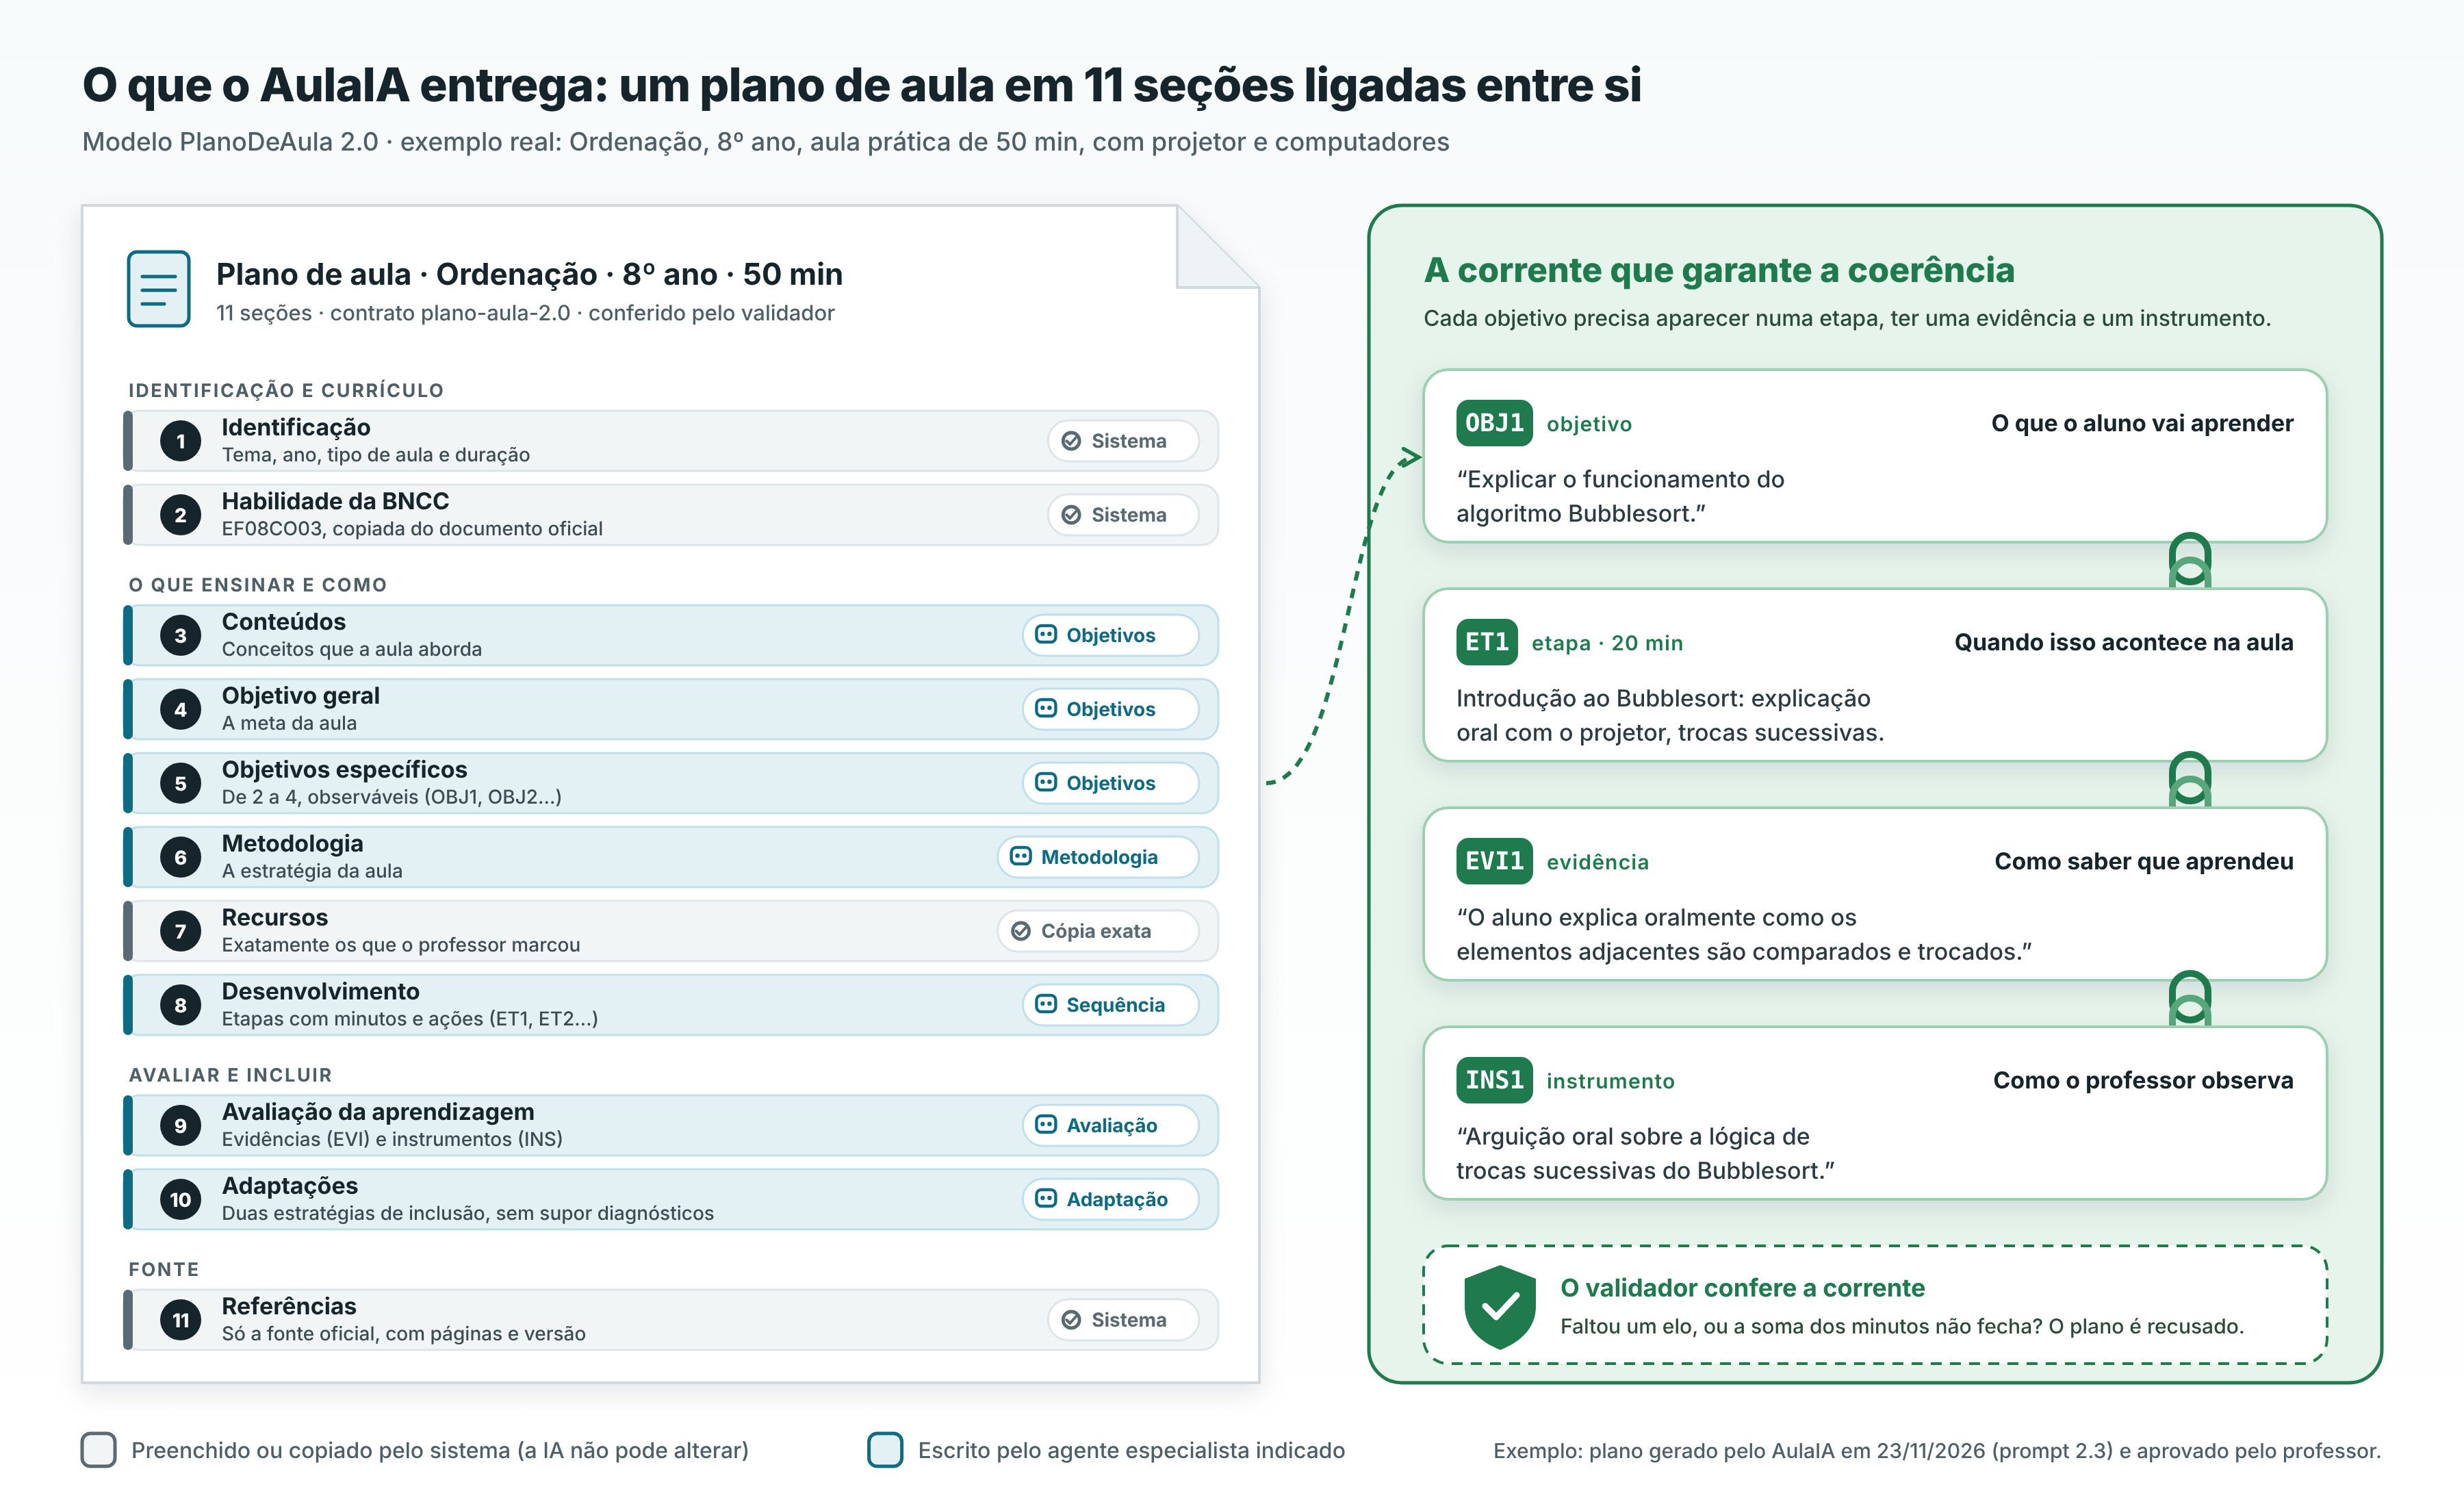 O que o AulaIA entrega: um plano de aula em 11 seções ligadas entre si
Modelo PlanoDeAula 2.0 · exemplo real: Ordenação, 8º ano, aula prática de 50 min, com projetor e computadores
Plano de aula · Ordenação · 8º ano · 50 min
11 seções · contrato plano-aula-2.0 · conferido pelo validador
IDENTIFICAÇÃO E CURRÍCULO
1
Identificação
Tema, ano, tipo de aula e duração
Sistema
2
Habilidade da BNCC
EF08CO03, copiada do documento oficial
Sistema
O QUE ENSINAR E COMO
3
Conteúdos
Conceitos que a aula aborda
Objetivos
4
Objetivo geral
A meta da aula
Objetivos
5
Objetivos específicos
De 2 a 4, observáveis (OBJ1, OBJ2...)
Objetivos
6
Metodologia
A estratégia da aula
Metodologia
7
Recursos
Exatamente os que o professor marcou
Cópia exata
8
Desenvolvimento
Etapas com minutos e ações (ET1, ET2...)
Sequência
AVALIAR E INCLUIR
9
Avaliação da aprendizagem
Evidências (EVI) e instrumentos (INS)
Avaliação
10
Adaptações
Duas estratégias de inclusão, sem supor diagnósticos
Adaptação
FONTE
11
Referências
Só a fonte oficial, com páginas e versão
Sistema
A corrente que garante a coerência
Cada objetivo precisa aparecer numa etapa, ter uma evidência e um instrumento.
OBJ1 objetivo O que o aluno vai aprender
“Explicar o funcionamento do
algoritmo Bubblesort.”
ET1 etapa · 20 min Quando isso acontece na aula
Introdução ao Bubblesort: explicação
oral com o projetor, trocas sucessivas.
EVI1 evidência Como saber que aprendeu
“O aluno explica oralmente como os
elementos adjacentes são comparados e trocados.”
INS1 instrumento Como o professor observa
“Arguição oral sobre a lógica de
trocas sucessivas do Bubblesort.”
O validador confere a corrente
Faltou um elo, ou a soma dos minutos não fecha? O plano é recusado.
Preenchido ou copiado pelo sistema (a IA não pode alterar)
Escrito pelo agente especialista indicado
Exemplo: plano gerado pelo AulaIA em 23/11/2026 (prompt 2.3) e aprovado pelo professor.